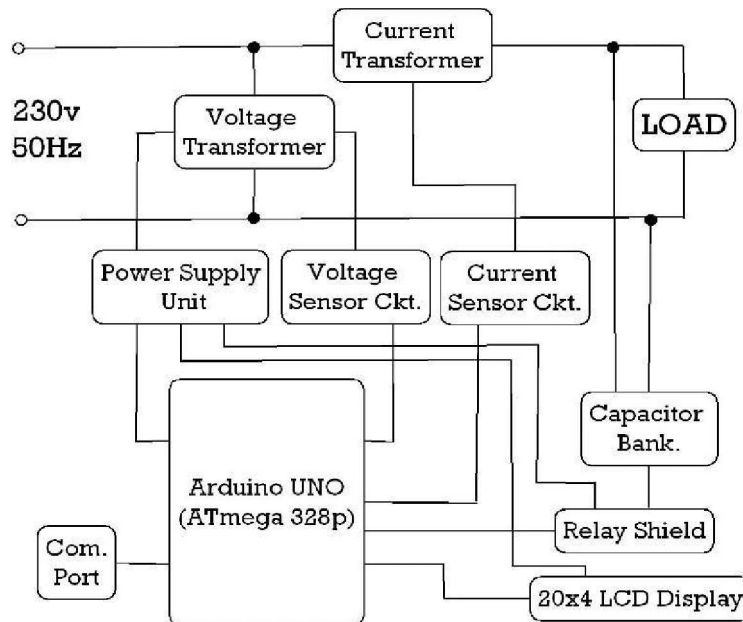 Current
Transformer
230v
50Hz
Voltage
Transformer
LOAD
Power Supply
Unit
Voltage
Sensor Ckt.
Current
Sensor Ckt.
Capacitor
Bank.
Arduino UNO
(ATmega 328p)
Relay Shield
Com.
Port
20x4 LCD Display